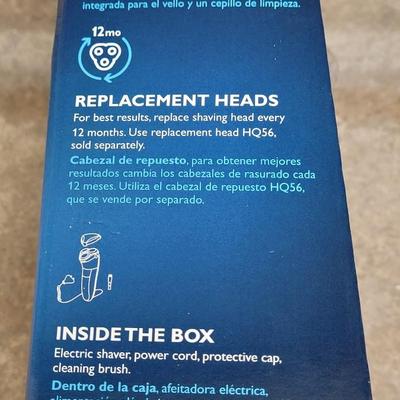 integrada para el vello y un cepillo de limpieza.
12mo
REPLACEMENT HEADS
For best results, replace shaving head every
12 months. Use replacement head HQ56,
sold separately.
Cabezal de repuesto, para obtener mejores
resultados cambía los cabezales de rasurado cada
12 meses. Utiliza el cabezal de repuesto HQ56,
que se vende por separado.
INSIDE THE BOX
Electric shaver, power cord, protective cap,
cleaning brush.
Dentro de la caja, afeitadora eléctrica,